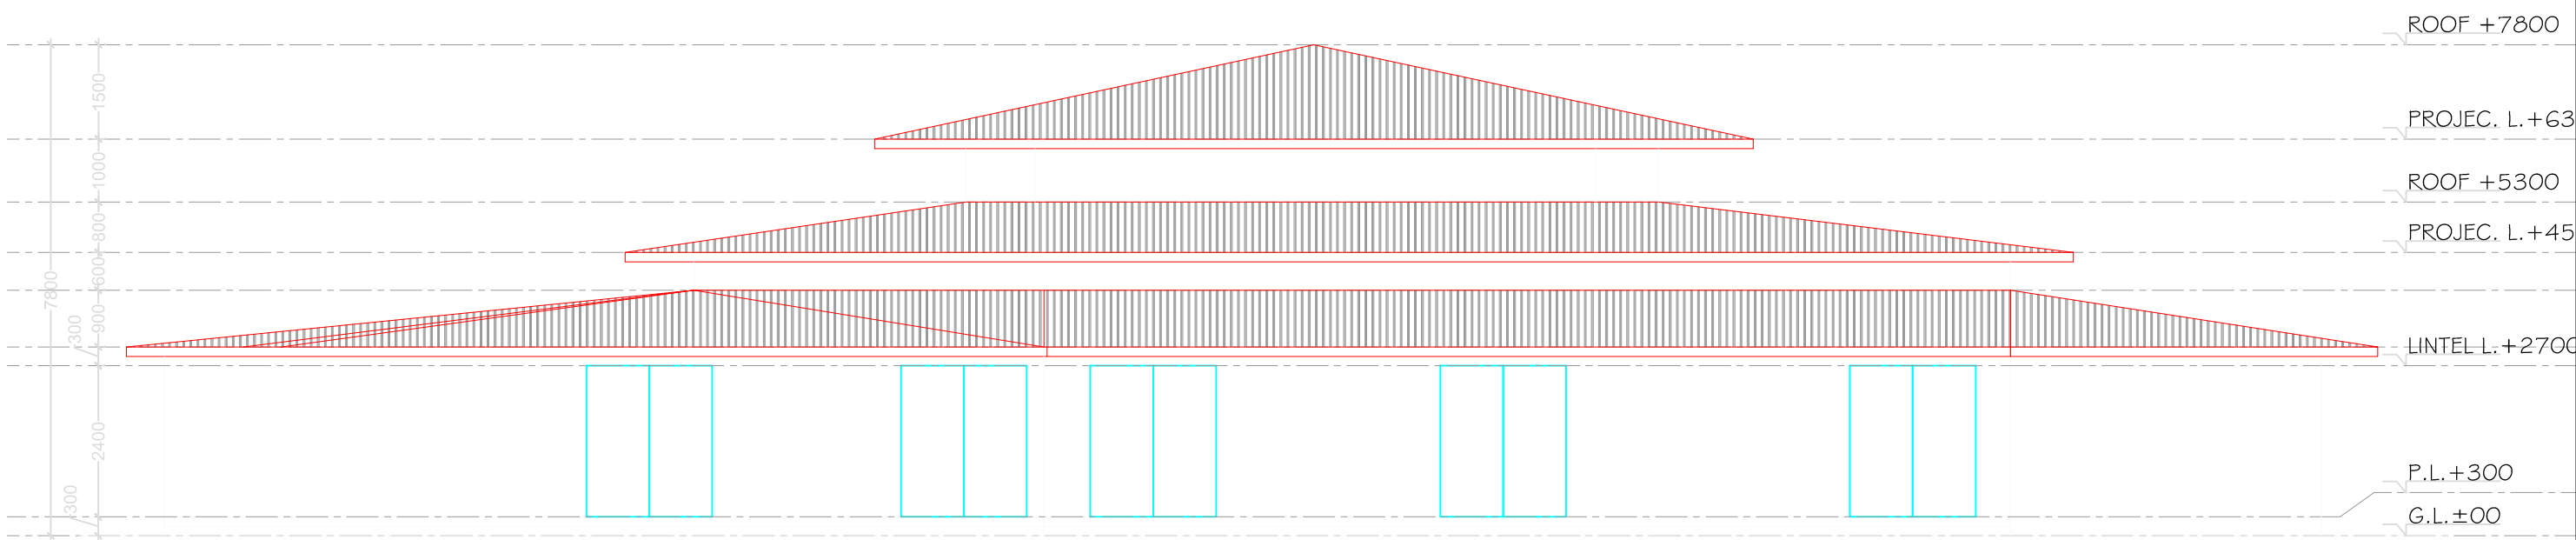 ROOF +7800
1500
PROJEC. L.+63
1000
ROOF +5300
800
PROJEC. L.+45
600
7800
900
300
LINTEL L.+2700
2400
P.L.+300
300
G.L.±00